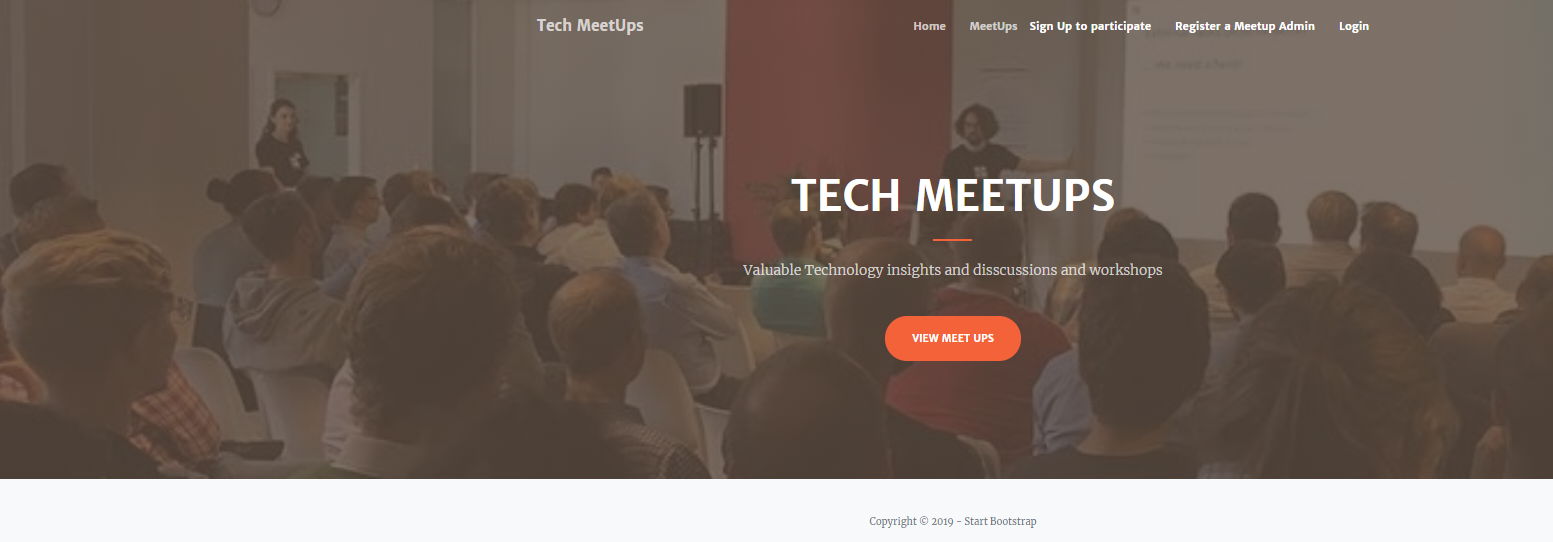 Tech MeetUps
Home MeetUps Sign Up to participate Register a Meetup Admin Login
TECH MEETUPS
Valuable Technology insights and disscussions and workshops
VIEW MEET UPS
Copyright © 2019 - Start Bootstrap